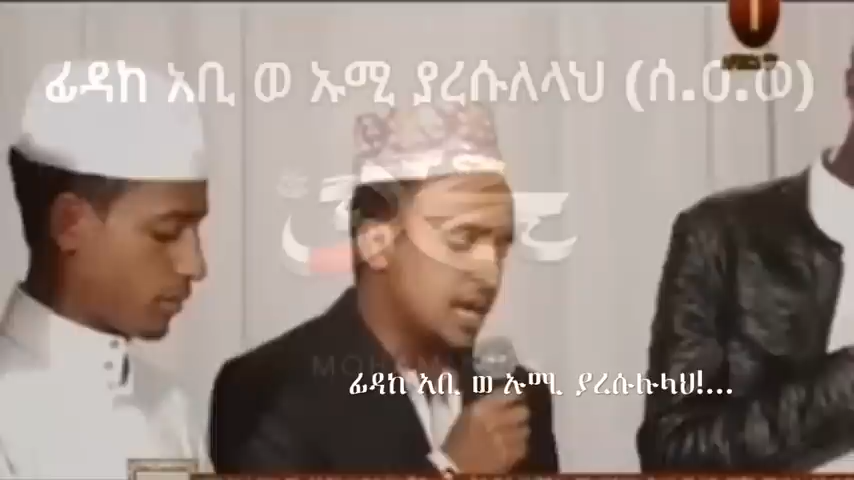 ፊዳከ አቢ ወ ኡሚ ያረሱለላህ (ሰ.ዐ.ወ)
ፊዳከ አቢ ወ ኡሚ ያረሱሉላህ!...